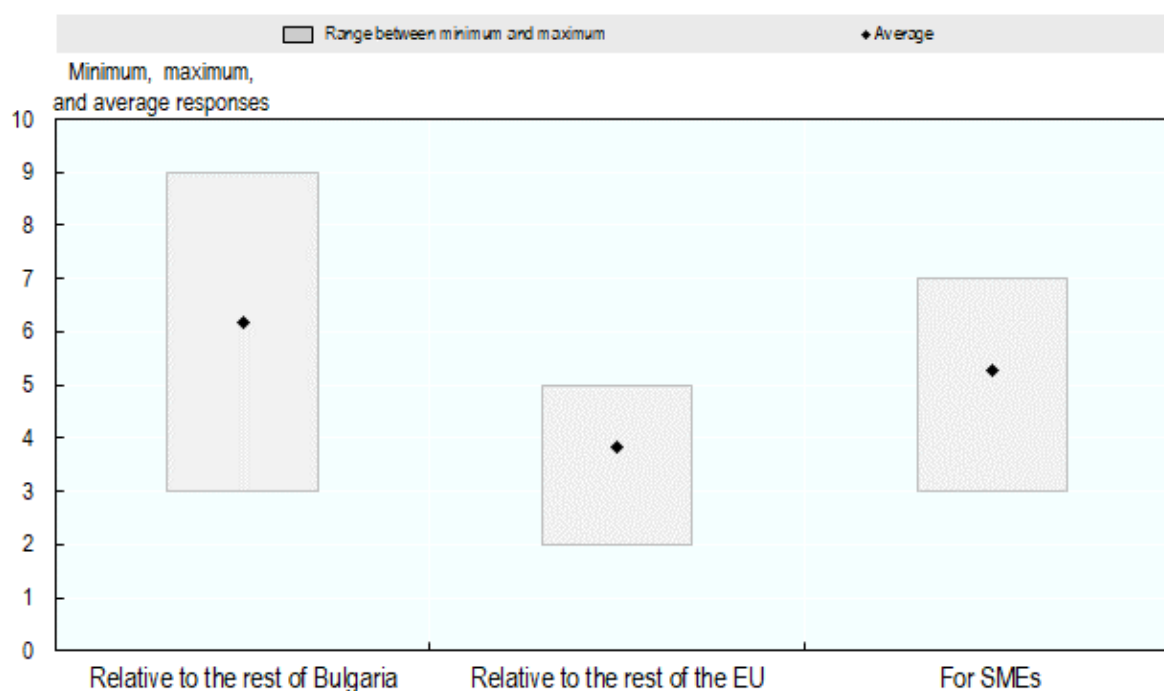 Range between minimum and maximum
Average
Minimum, maximum,
and average responses
10
9
8
7
6
5
4
3
2
1
0
Relative to the rest of Bulgaria
Relative to the rest of the EU
For SMEs